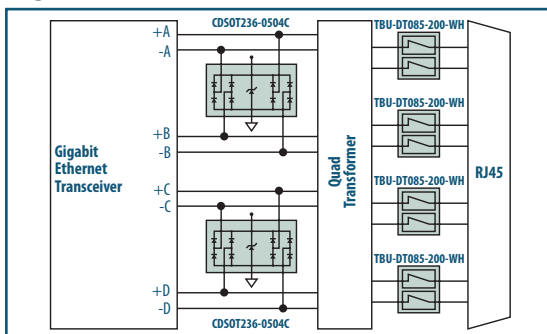 CDSOT236-0504C
TBU-DT085-200-WH
+A
-A
TBU-DT085-200-WH
+B
-B
Gigabit
Ethernet
Transceiver
Quad
Transformer
RJ45
+C
-C
TBU-DT085-200-WH
TBU-DT085-200-WH
+D
-D
CDSOT236-0504C